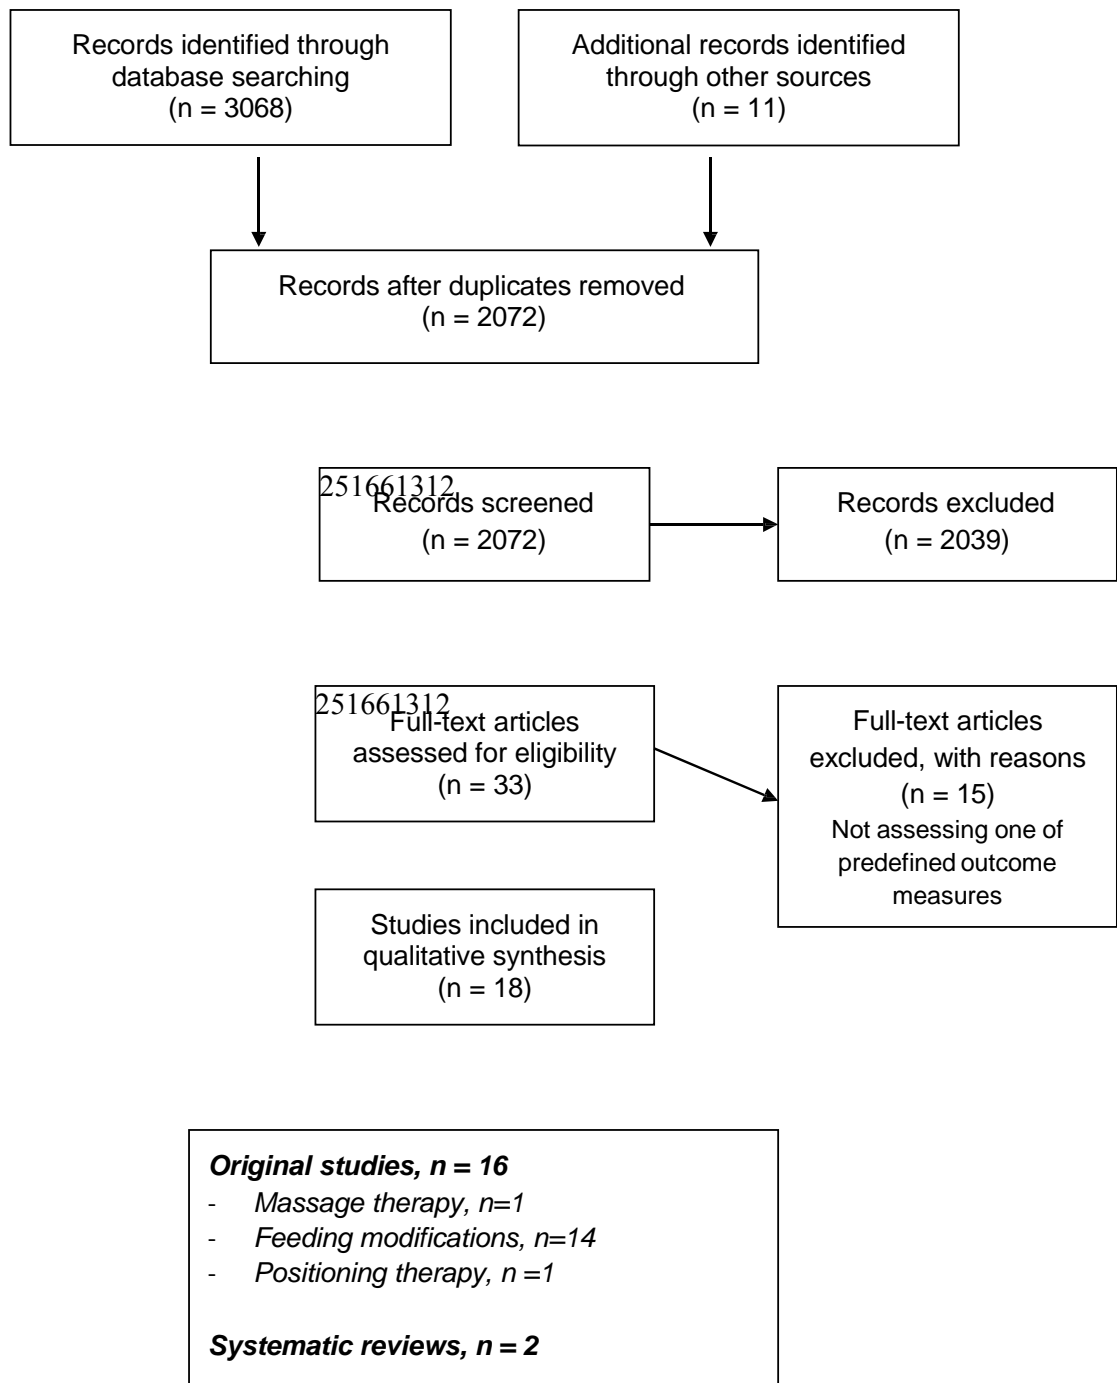 Records identified through
database searching
(n = 3068)
Additional records identified
through other sources
(n = 11)
Records after duplicates removed
(n = 2072)
251661312
Records screened
(n = 2072)
Records excluded
(n = 2039)
251661312
Full-text articles
assessed for eligibility
(n = 33)
Full-text articles
excluded, with reasons
(n = 15)
Not assessing one of
predefined outcome
measures
Studies included in
qualitative synthesis
(n = 18)
Original studies, n = 16
- Massage therapy, n=1
- Feeding modifications, n=14
- Positioning therapy, n =1
Systematic reviews, n = 2